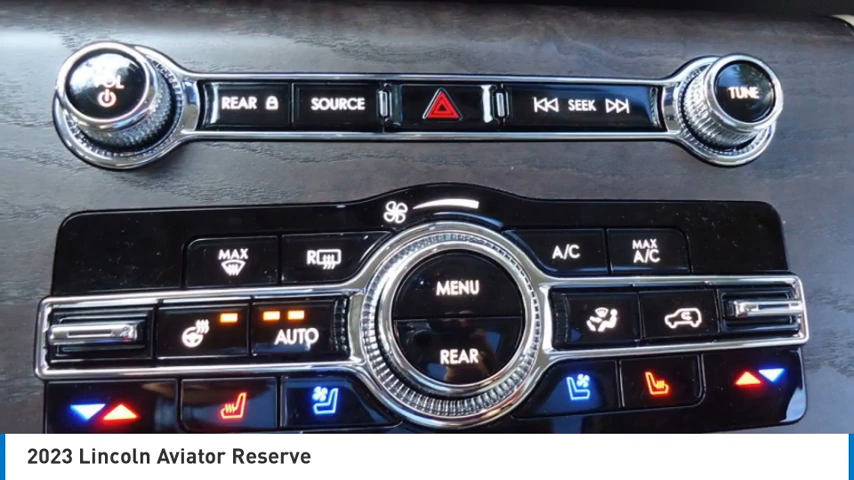 VOL
REAR
SOURCE
SEEK
TUNE
MAX
R
A/C
MAX
A/C
MENU
AUTO
REAR
2023 Lincoln Aviator Reserve